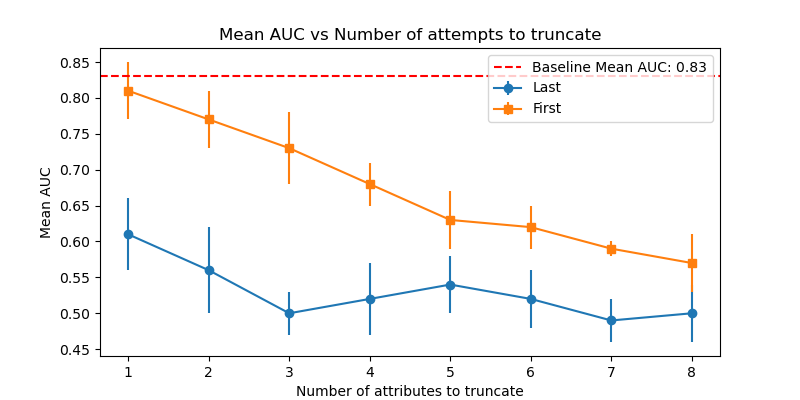 Mean AUC vs Number of attempts to truncate
Baseline Mean AUC: 0.83
Last
First
Mean AUC
0.85
0.80
0.75
0.70
0.65
0.60
0.55
0.50
0.45
1 2 3 4 5 6 7 8
Number of attributes to truncate